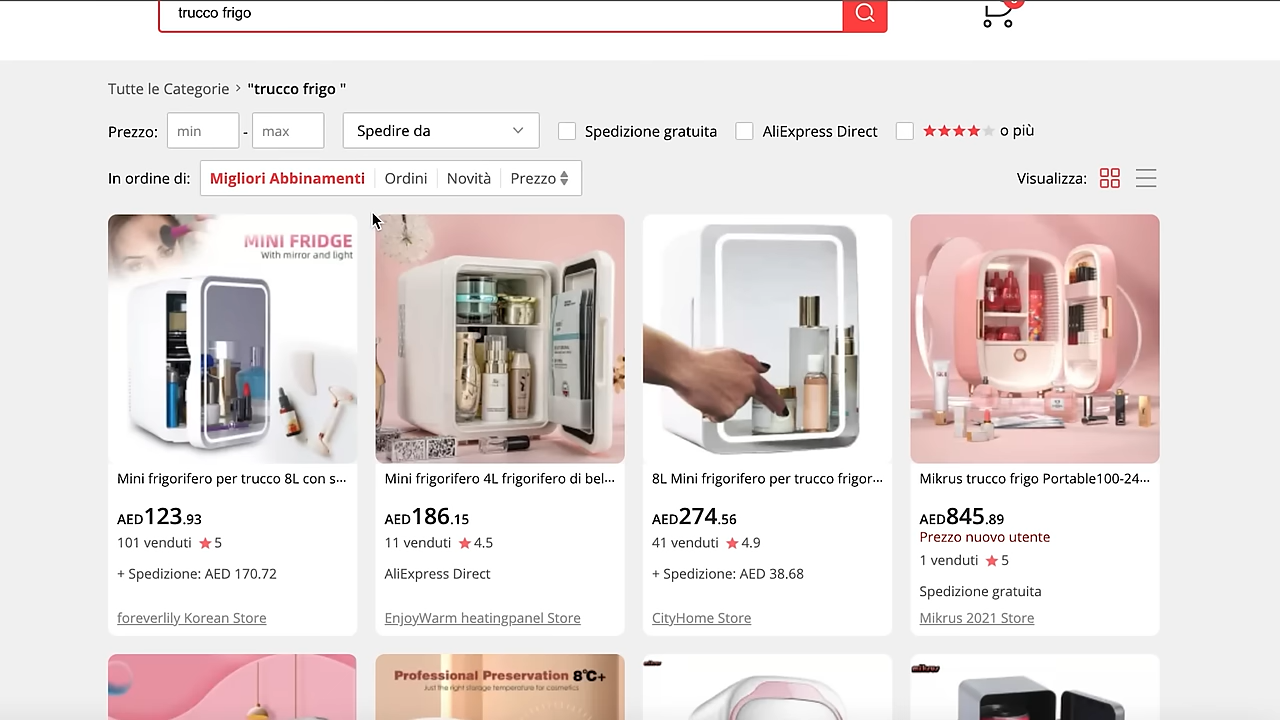 trucco frigo
Tutte le Categorie > "trucco frigo "
Prezzo: min - max Spedire da Spedizione gratuita AliExpress Direct o più
In ordine di: Migliori Abbinamenti Ordini Novità Prezzo Visualizza:
MINI FRIDGE
With mirror and light
Mini frigorifero per trucco 8L con s...
AED123.93
101 venduti 5
+ Spedizione: AED 170.72
foreverlily Korean Store
Mini frigorifero 4L frigorifero di bel...
AED186.15
11 venduti 4.5
AliExpress Direct
EnjoyWarm heatingpanel Store
8L Mini frigorifero per trucco frigor...
AED274.56
41 venduti 4.9
+ Spedizione: AED 38.68
CityHome Store
Mikrus trucco frigo Portable100-24...
AED845.89
Prezzo nuovo utente
1 venduti 5
Spedizione gratuita
Mikrus 2021 Store
Professional Preservation 8°C+
Just the right storage temperature for cosmetics
mikrus